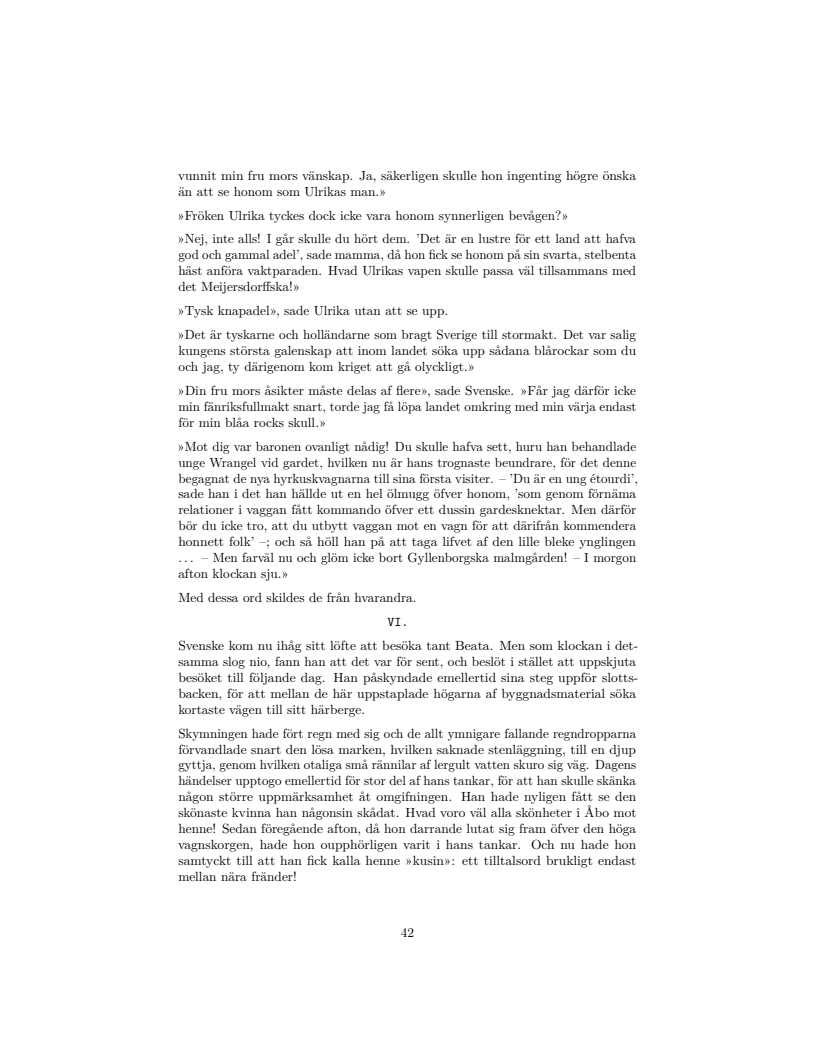 vunnit min fru mors vänskap. Ja, säkerligen skulle hon ingenting högre önska
än att se honom som Ulrikas man.»
»Fröken Ulrika tyckes dock icke vara honom synnerligen bevågen?»
»Nej, inte alls! I går skulle du hört dem. ’Det är en lustre för ett land att hafva
god och gammal adel’, sade mamma, då hon fick se honom på sin svarta, stelbenta
häst anföra vaktparaden. Hvad Ulrikas vapen skulle passa väl tillsammans med
det Meijersdorffska!»
»Tysk knapadel», sade Ulrika utan att se upp.
»Det är tyskarne och holländarne som bragt Sverige till stormakt. Det var salig
kungens största galenskap att inom landet söka upp sådana blårockar som du
och jag, ty därigenom kom kriget att gå olyckligt.»
»Din fru mors åsikter måste delas af flere», sade Svenske. »Får jag därför icke
min fänriksfullmakt snart, torde jag få löpa landet omkring med min värja endast
för min blåa rocks skull.»
»Mot dig var baronen ovanligt nådig! Du skulle hafva sett, huru han behandlade
unge Wrangel vid gardet, hvilken nu är hans trognaste beundrare, för det denne
begagnat de nya hyrkuskvagnarna till sina första visiter. – ’Du är en ung étourdi’,
sade han i det han hällde ut en hel ölmugg öfver honom, ’som genom förnäma
relationer i vaggan fått kommando öfver ett dussin gardesknektar. Men därför
bör du icke tro, att du utbytt vaggan mot en vagn för att därifrån kommendera
honnett folk’ –; och så höll han på att taga lifvet af den lille bleke ynglingen
... – Men farväl nu och glöm icke bort Gyllenborgska malmgården! – I morgon
afton klockan sju.»
Med dessa ord skildes de från hvarandra.
VI.
Svenske kom nu ihåg sitt löfte att besöka tant Beata. Men som klockan i det-
samma slog nio, fann han att det var för sent, och beslöt i stället att uppskjuta
besöket till följande dag. Han påskyndade emellertid sina steg uppför slotts-
backen, för att mellan de här uppstaplade högarna af byggnadsmaterial söka
kortaste vägen till sitt härberge.
Skymningen hade fört regn med sig och de allt ymnigare fallande regndropparna
förvandlade snart den lösa marken, hvilken saknade stenläggning, till en djup
gyttja, genom hvilken otaliga små rännilar af lergult vatten skuro sig väg. Dagens
händelser upptogo emellertid för stor del af hans tankar, för att han skulle skänka
någon större uppmärksamhet åt omgifningen. Han hade nyligen fått se den
skönaste kvinna han någonsin skådat. Hvad voro väl alla skönheter i Åbo mot
henne! Sedan föregående afton, då hon darrande lutat sig fram öfver den höga
vagnskorgen, hade hon oupphörligen varit i hans tankar. Och nu hade hon
samtyckt till att han fick kalla henne »kusin»: ett tilltalsord brukligt endast
mellan nära fränder!
42